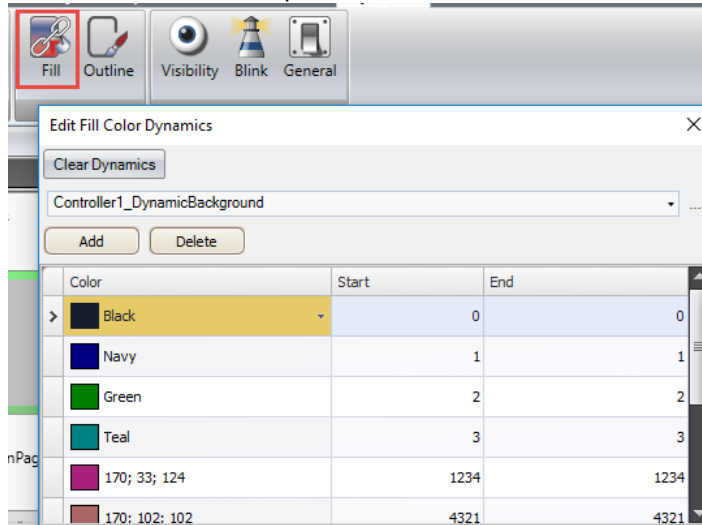 Fill Outline Visibility Blink General
Edit Fill Color Dynamics
Clear Dynamics
Controller1_DynamicBackground
...
Add Delete
Color Start End
Black 0 0
Navy 1 1
Green 2 2
Teal 3 3
nPag
170; 33; 124 1234 1234
170; 102; 102 4321 4321